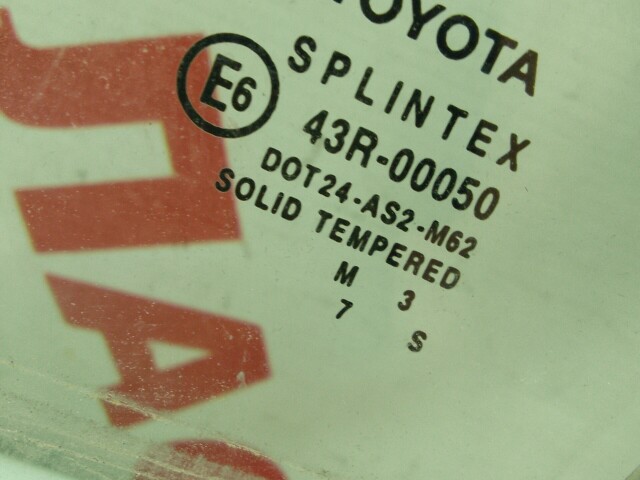 TOYOTA
SPLINTEX
E6
43R-00050
DOT24-AS2-M62
SOLID TEMPERED
M 3
7 S